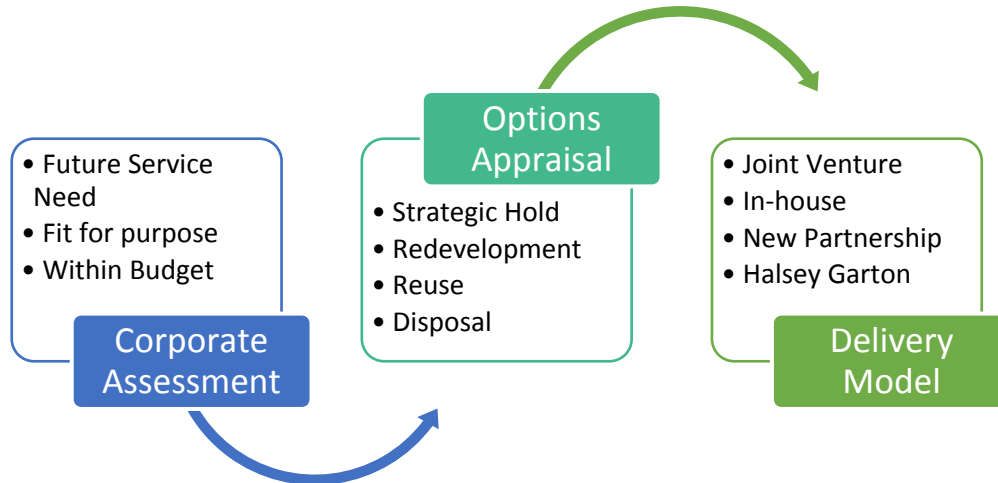 • Future Service
Need
• Fit for purpose
• Within Budget
Corporate
Assessment
Options
Appraisal
• Strategic Hold
• Redevelopment
• Reuse
• Disposal
• Joint Venture
• In-house
• New Partnership
• Halsey Garton
Delivery
Model